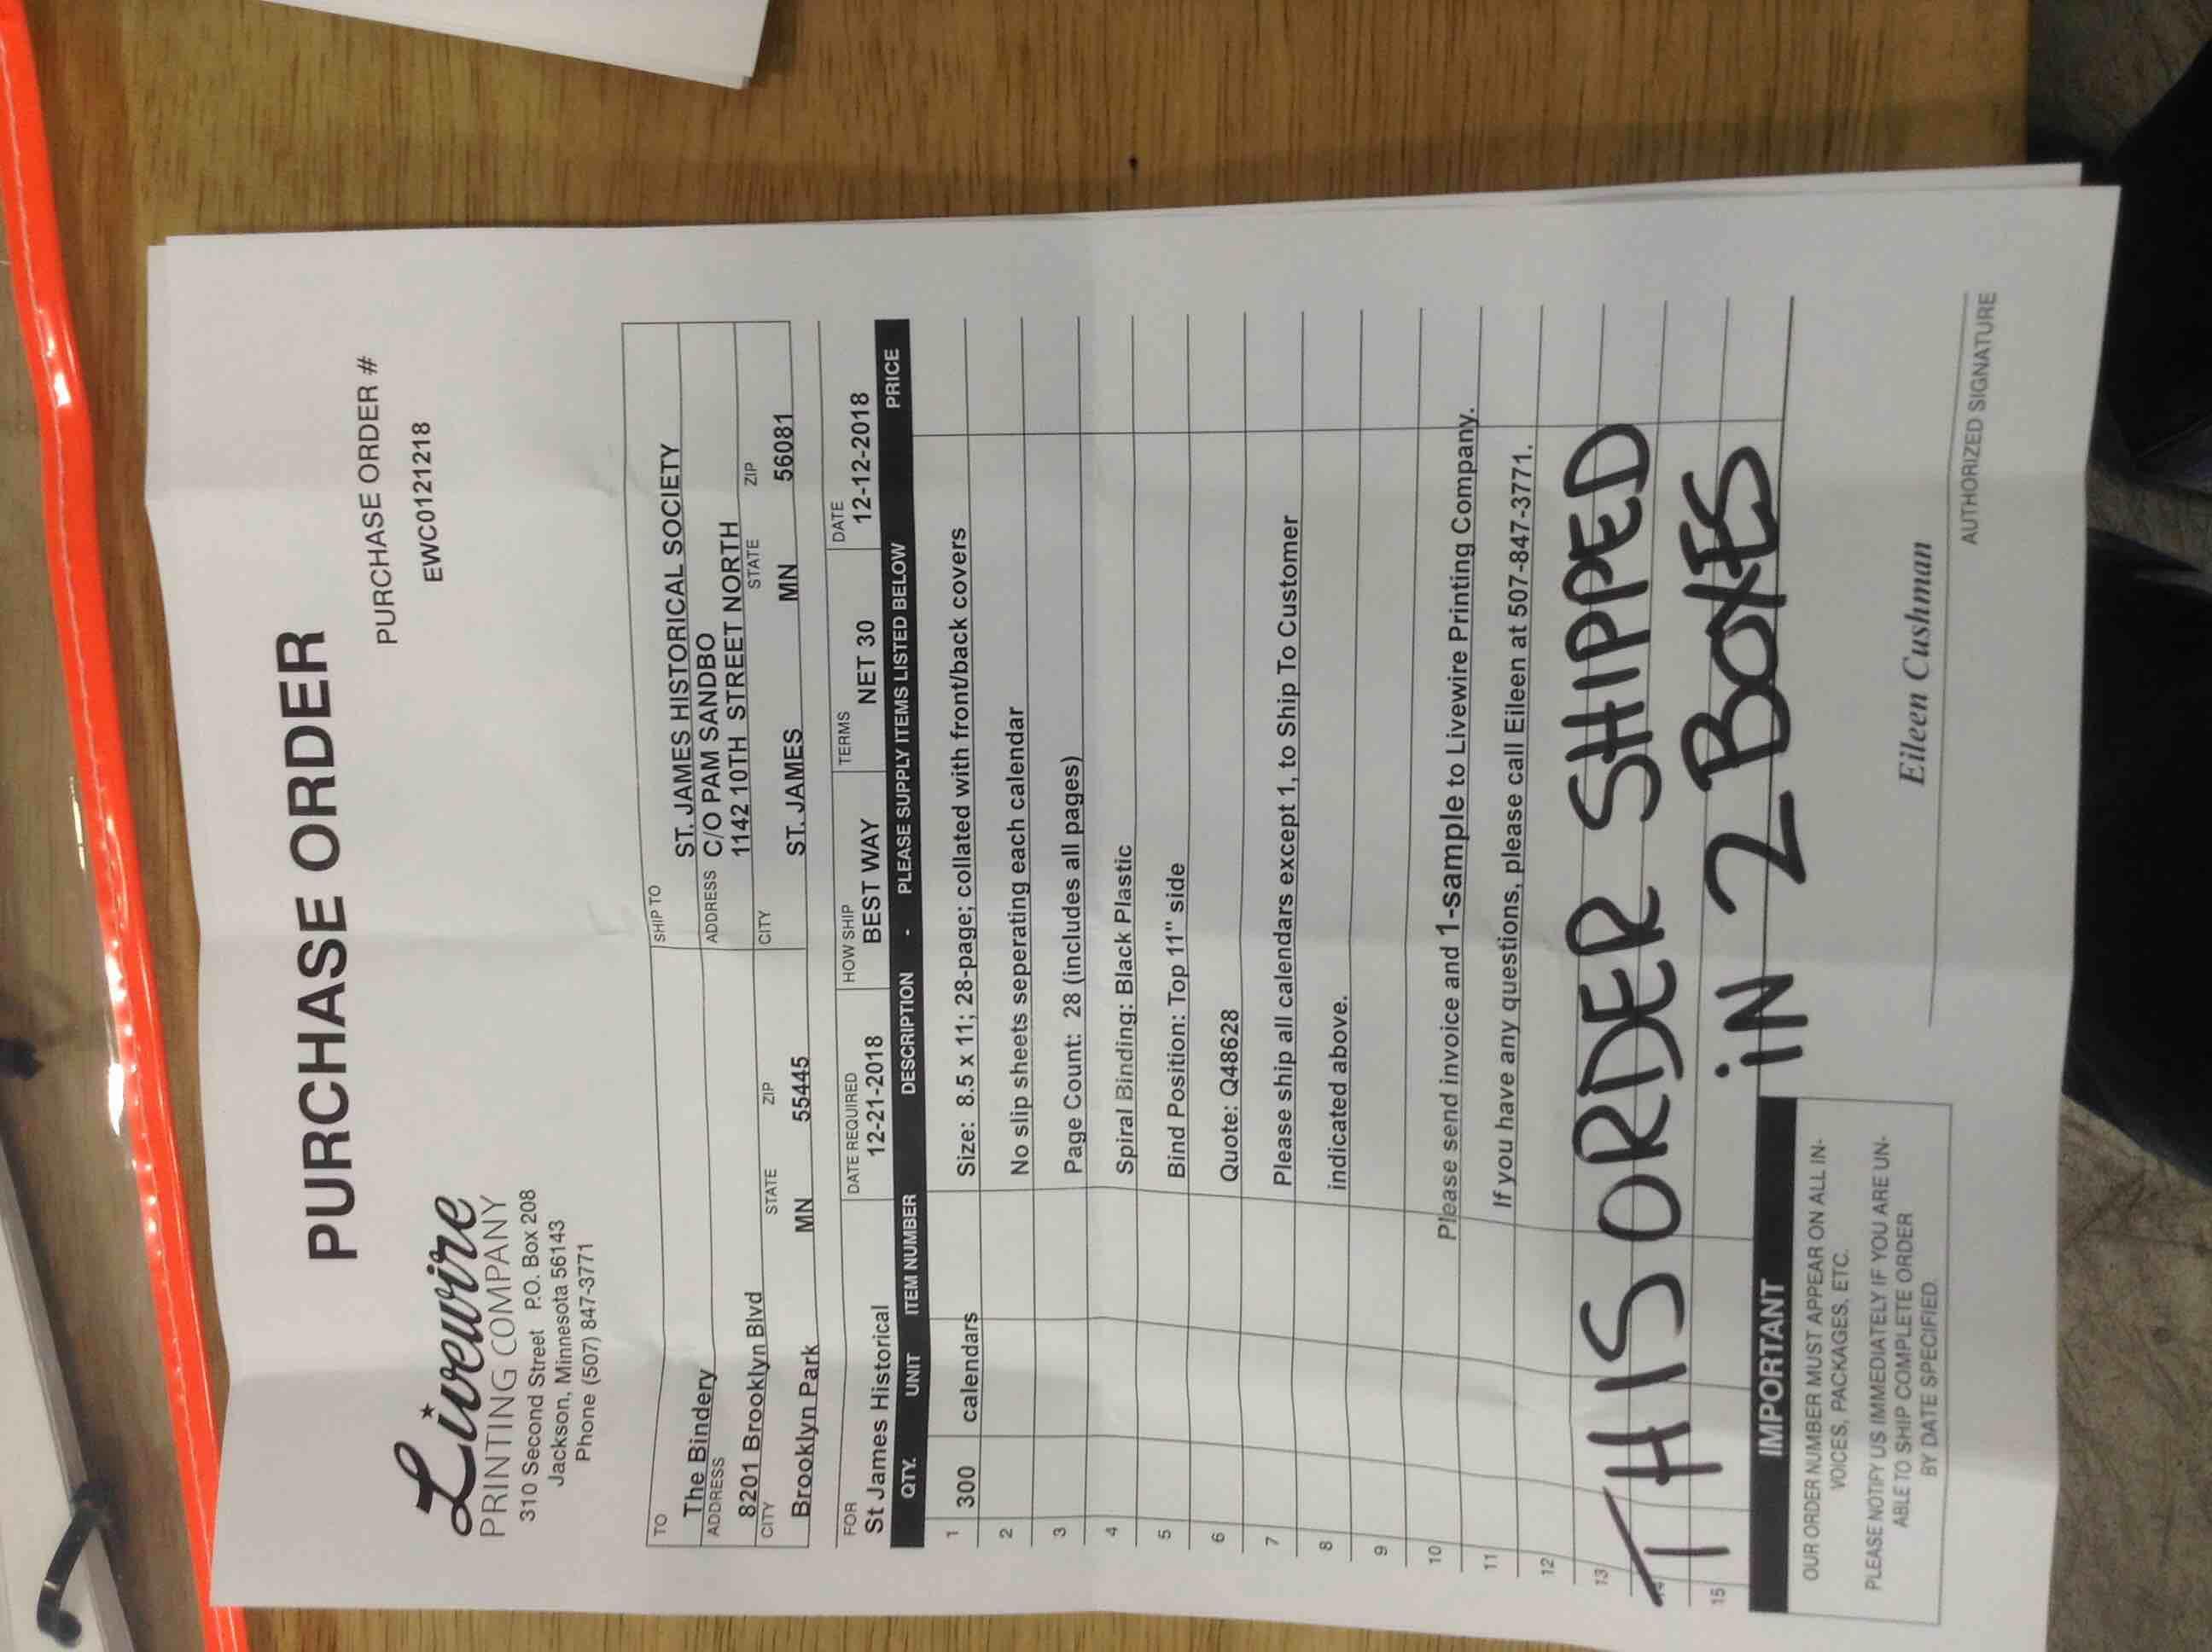 PURCHASE ORDER
PURCHASE ORDER #
EWC0121218
Livewire
PRINTING COMPANY
310 Second Street P.O. Box 208
Jackson, Minnesota 56143
Phone (507) 847-3771
TO
The Bindery
ADDRESS
8201 Brooklyn Blvd
CITY STATE ZIP
Brooklyn Park MN 55445
SHIP TO
ST. JAMES HISTORICAL SOCIETY
ADDRESS C/O PAM SANDBO
1142 10TH STREET NORTH
CITY STATE ZIP
ST. JAMES MN 56081
FOR DATE REQUIRED HOW SHIP TERMS DATE
St James Historical 12-21-2018 BEST WAY NET 30 12-12-2018
QTY. UNIT ITEM NUMBER DESCRIPTION - PLEASE SUPPLY ITEMS LISTED BELOW PRICE
1 300 calendars Size: 8.5 x 11; 28-page; collated with front/back covers
2 No slip sheets seperating each calendar
3 Page Count: 28 (includes all pages)
4 Spiral Binding: Black Plastic
5 Bind Position: Top 11" side
6 Quote: Q48628
7 Please ship all calendars except 1, to Ship To Customer
8 indicated above.
9
10 Please send invoice and 1-sample to Livewire Printing Company.
11 If you have any questions, please call Eileen at 507-847-3771.
12
13
14 THIS ORDER SHIPPED
15 iN 2 BOXES
IMPORTANT
OUR ORDER NUMBER MUST APPEAR ON ALL IN-
VOICES, PACKAGES, ETC.
PLEASE NOTIFY US IMMEDIATELY IF YOU ARE UN-
ABLE TO SHIP COMPLETE ORDER
BY DATE SPECIFIED.
Eileen Cushman
AUTHORIZED SIGNATURE